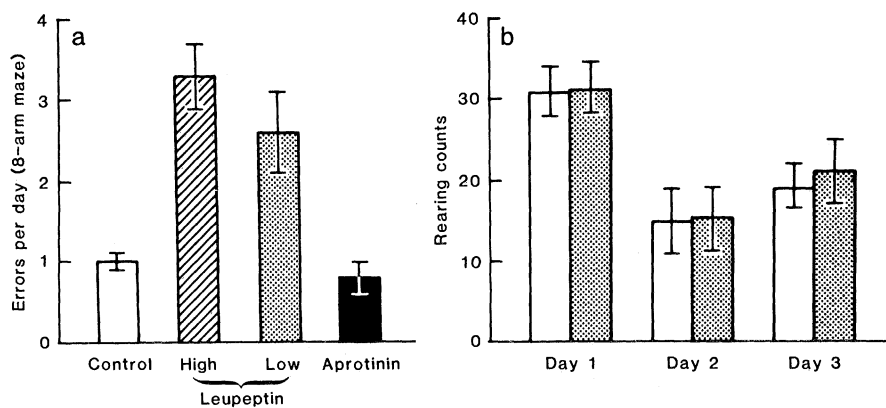 a
Errors per day (8-arm maze)
4
3
2
1
0
Control High Low Aprotinin
Leupeptin
b
Rearing counts
30
20
10
0
Day 1 Day 2 Day 3